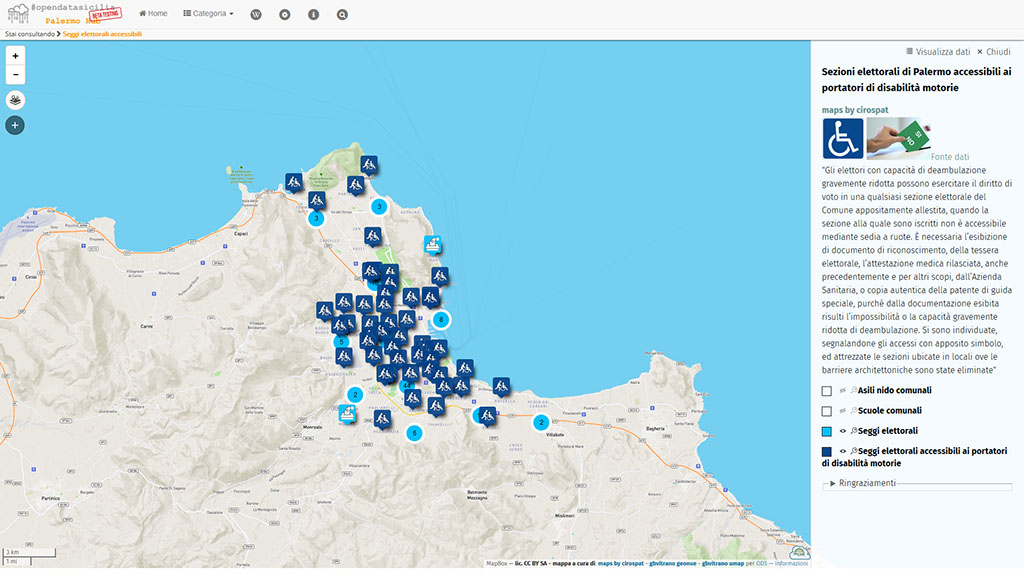 #opendatasicilia
Palermo Hub
BETA TESTING
Home
Categoria
Stai consultando > Seggi elettorali accessibili
+
−
+
Visualizza dati
× Chiudi
Sezioni elettorali di Palermo accessibili ai
portatori di disabilità motorie
maps by cirospat
SI
NO
Fonte dati
"Gli elettori con capacità di deambulazione
gravemente ridotta possono esercitare il diritto di
voto in una qualsiasi sezione elettorale del
Comune appositamente allestita, quando la
sezione alla quale sono iscritti non è accessibile
mediante sedia a ruote. È necessaria l'esibizione
di documento di riconoscimento, della tessera
elettorale, l'attestazione medica rilasciata, anche
precedentemente e per altri scopi, dall'Azienda
Sanitaria, o copia autentica della patente di guida
speciale, purché dalla documentazione esibita
risulti l'impossibilità o la capacità gravemente
ridotta di deambulazione. Si sono individuate,
segnalandone gli accessi con apposito simbolo,
ed attrezzate le sezioni ubicate in locali ove le
barriere architettoniche sono state eliminate"
Asili nido comunali
Scuole comunali
Seggi elettorali
Seggi elettorali accessibili ai portatori
di disabilità motorie
Ringraziamenti
3
3
8
5
2
6
2
Capaci
Cinisi
Carini
Monreale
Villabate
Bagheria
Partinico
Belmonte
Mezzagno
Misilmeri
3 km
1 mi
MapBox — lic. CC BY SA - mappa a cura di maps by cirospat - gbvitrano geonue - gbvitrano umap per ODS — Informazioni